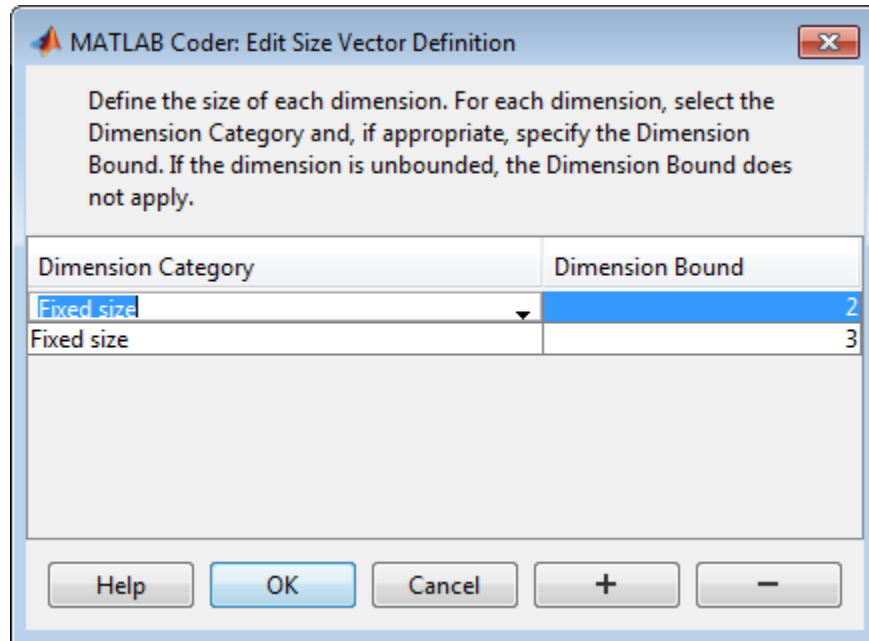 MATLAB Coder: Edit Size Vector Definition
Define the size of each dimension. For each dimension, select the
Dimension Category and, if appropriate, specify the Dimension
Bound. If the dimension is unbounded, the Dimension Bound does
not apply.
Dimension Category Dimension Bound
Fixed size 2
Fixed size 3
Help OK Cancel + −